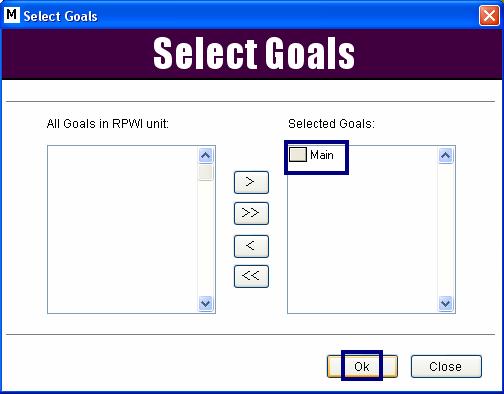 M Select Goals
Select Goals
All Goals in RPWI unit:
Selected Goals:
Main
>
>>
<
<<
Ok
Close